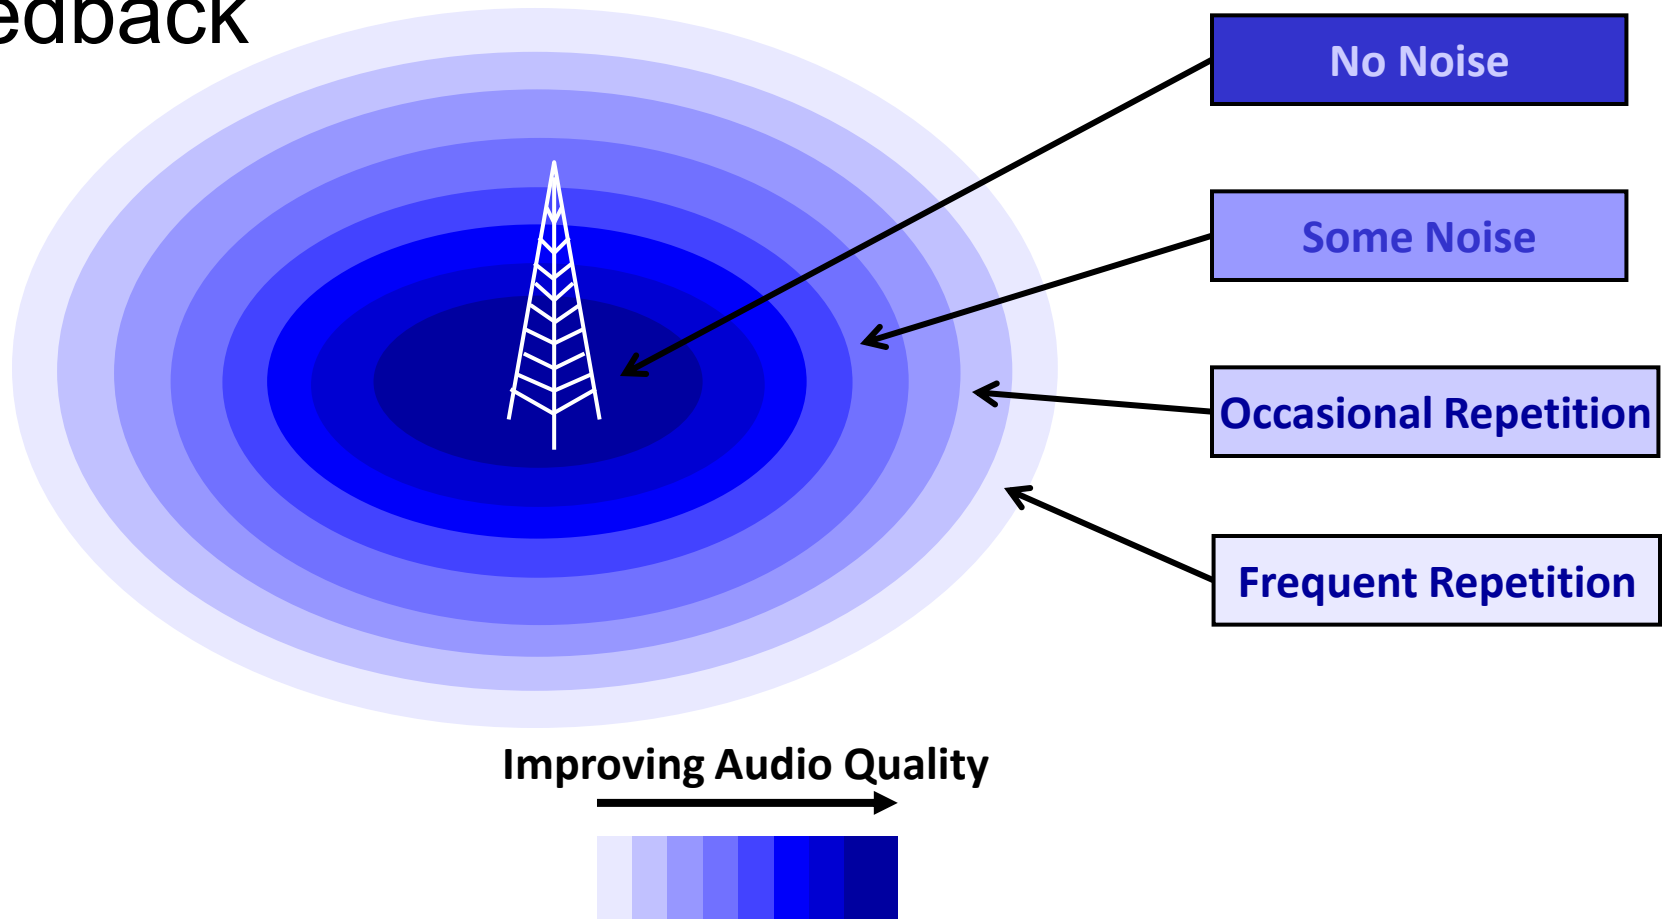 edback
No Noise
Some Noise
Occasional Repetition
Frequent Repetition
Improving Audio Quality